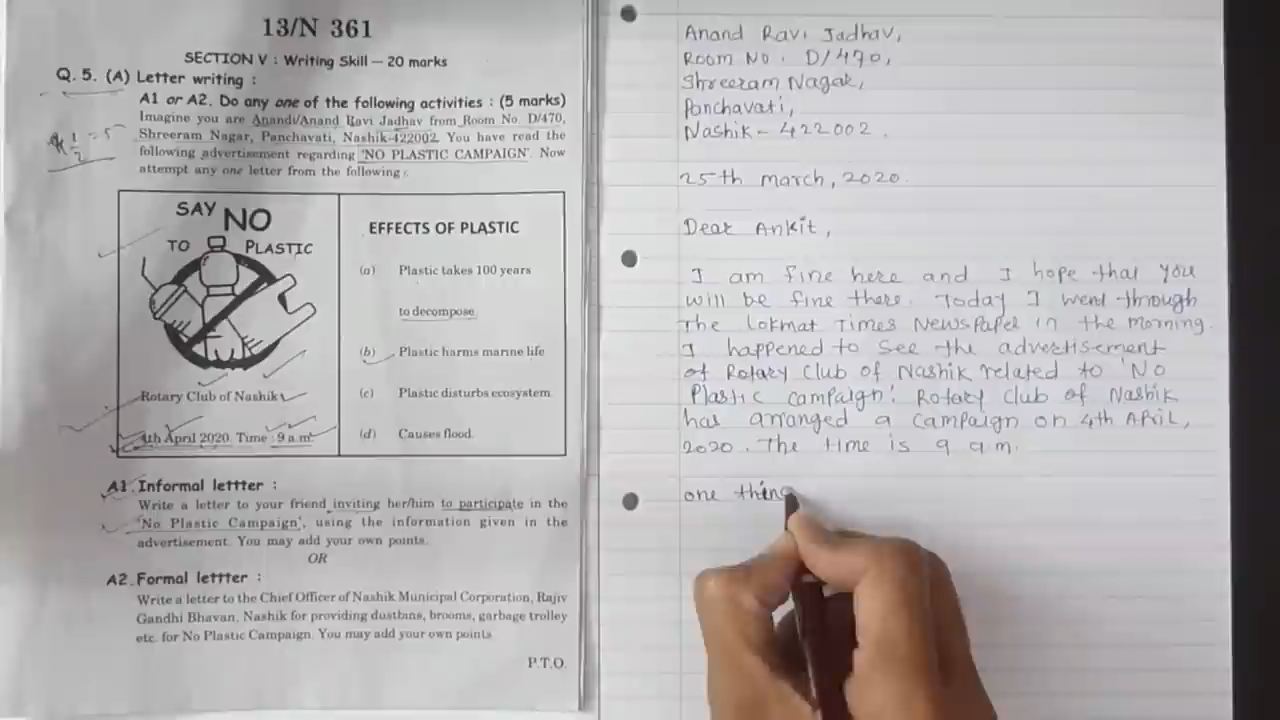 13/N 361
SECTION V : Writing Skill – 20 marks
Q. 5. (A) Letter writing :
A1 or A2. Do any one of the following activities : (5 marks)
Imagine you are Anandi/Anand Ravi Jadhav from Room No. D/470,
Shreeram Nagar, Panchavati, Nashik-422002. You have read the
following advertisement regarding 'NO PLASTIC CAMPAIGN'. Now
attempt any one letter from the following :
SAY NO
TO PLASTIC
Rotary Club of Nashik
4th April 2020. Time : 9 a.m.
EFFECTS OF PLASTIC
(a) Plastic takes 100 years
to decompose.
(b) Plastic harms marine life
(c) Plastic disturbs ecosystem
(d) Causes flood.
A1. Informal lettter :
Write a letter to your friend inviting her/him to participate in the
'No Plastic Campaign', using the information given in the
advertisement. You may add your own points.
OR
A2. Formal lettter :
Write a letter to the Chief Officer of Nashik Municipal Corporation, Rajiv
Gandhi Bhavan, Nashik for providing dustbins, brooms, garbage trolley
etc. for No Plastic Campaign. You may add your own points
P.T.O.
Anand Ravi Jadhav,
Room No. D/470,
Shreeram Nagar,
Panchavati,
Nashik - 422002.
25th march, 2020.
Dear Ankit,
I am fine here and I hope that you
will be fine there. Today I went through
the Lokmat Times Newspaper in the morning.
I happened to see the advertisement
of Rotary Club of Nashik related to 'No
Plastic campaign'. Rotary Club of Nashik
has arranged a campaign on 4th April,
2020. The time is 9 a.m.
one thing